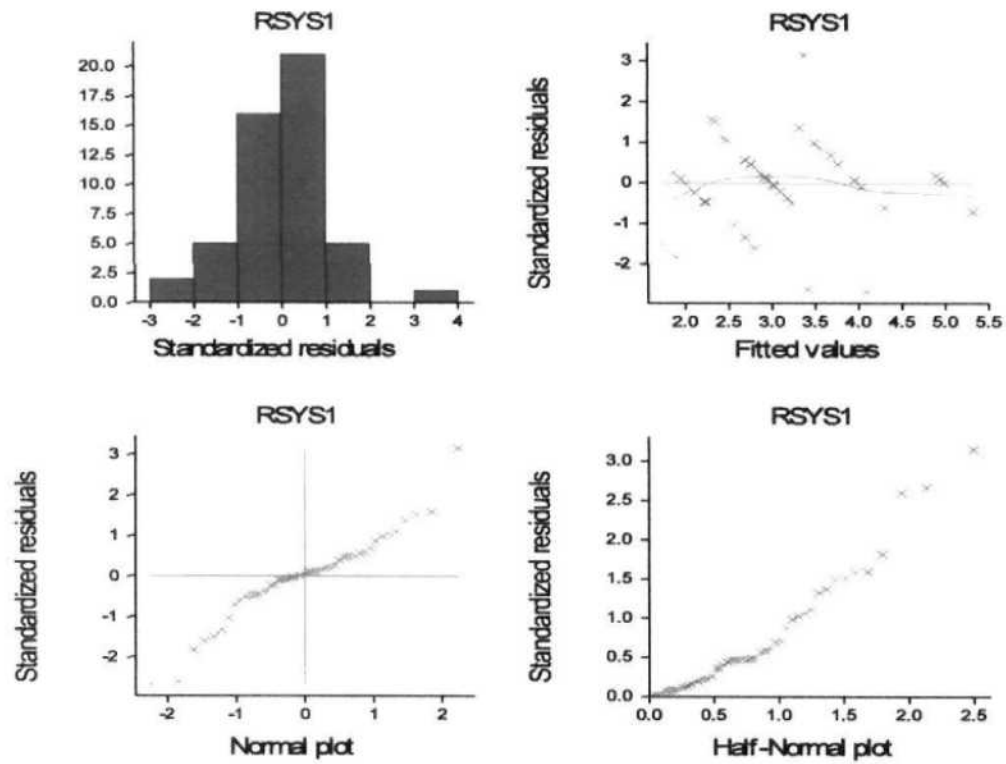 RSYS1
20.0
17.5
15.0
12.5
10.0
7.5
5.0
2.5
0.0
-3 -2 -1 0 1 2 3 4
Standardized residuals
RSYS1
Standardized residuals
3
2
1
0
-1
-2
2.0 2.5 3.0 3.5 4.0 4.5 5.0 5.5
Fitted values
RSYS1
Standardized residuals
3
2
1
0
-1
-2
-2 -1 0 1 2
Normal plot
RSYS1
Standardized residuals
3.0
2.5
2.0
1.5
1.0
0.5
0.0
0.0 0.5 1.0 1.5 2.0 2.5
Half-Normal plot